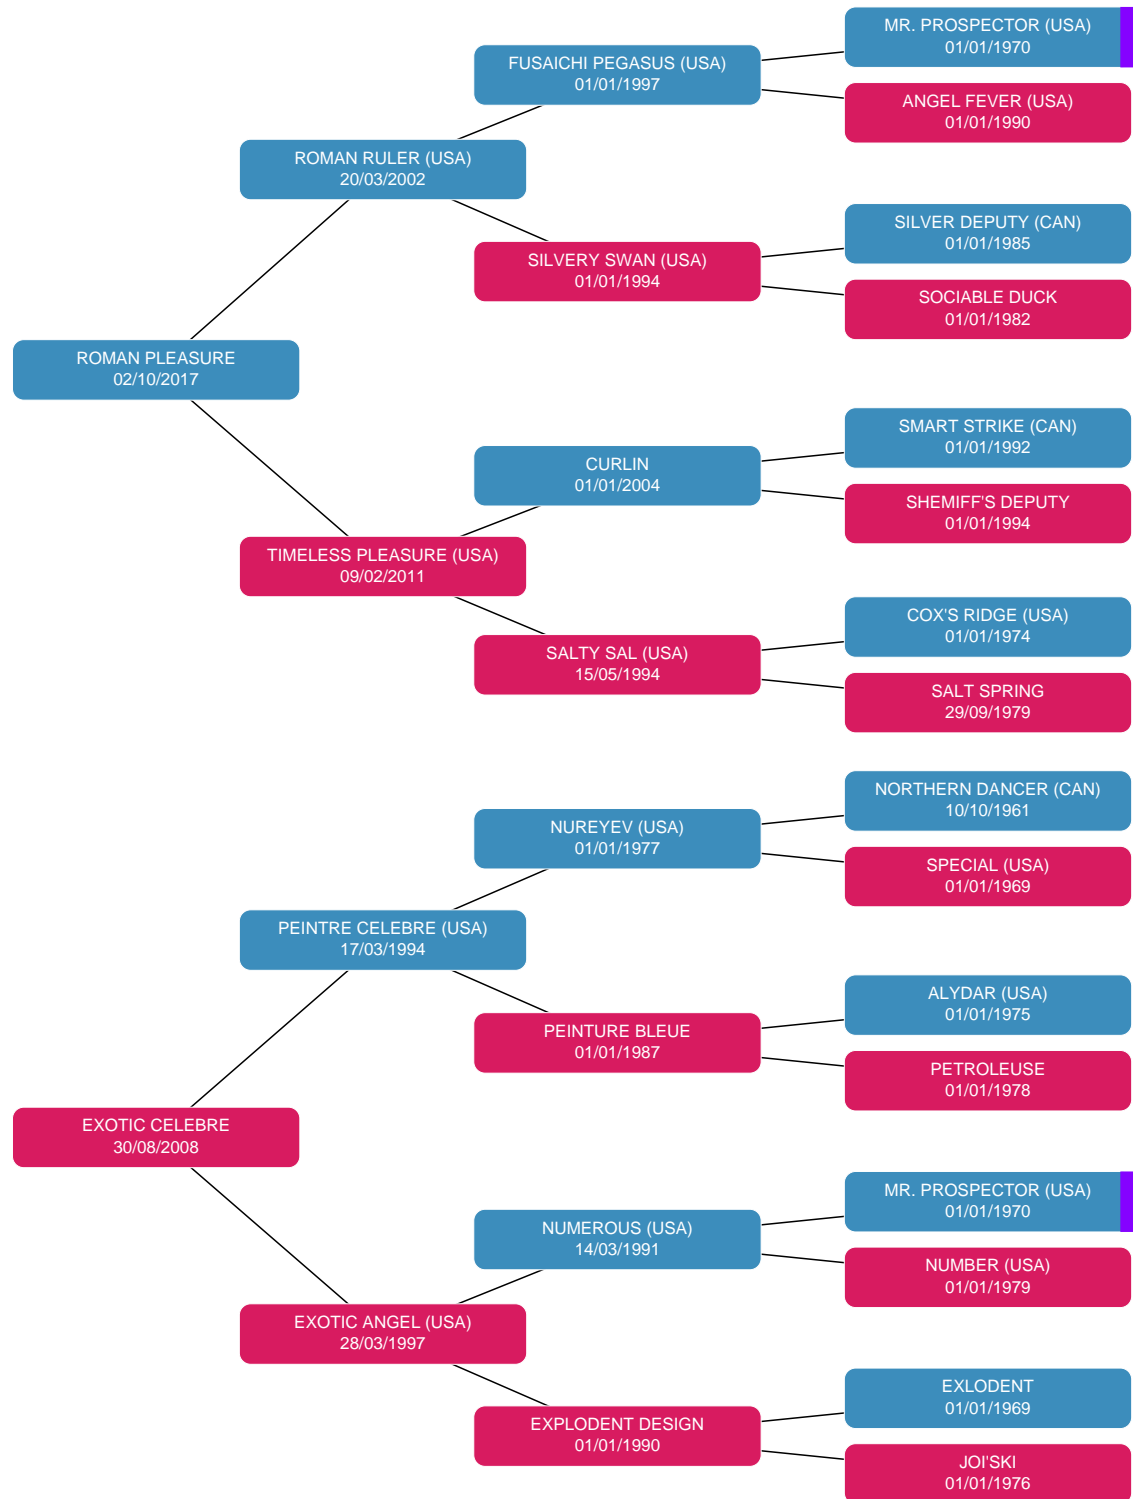 MR. PROSPECTOR (USA)
01/01/1970
FUSAICHI PEGASUS (USA)
01/01/1997
ANGEL FEVER (USA)
01/01/1990
ROMAN RULER (USA)
20/03/2002
SILVER DEPUTY (CAN)
01/01/1985
SILVERY SWAN (USA)
01/01/1994
SOCIABLE DUCK
01/01/1982
ROMAN PLEASURE
02/10/2017
SMART STRIKE (CAN)
01/01/1992
CURLIN
01/01/2004
SHEMIFF'S DEPUTY
01/01/1994
TIMELESS PLEASURE (USA)
09/02/2011
COX'S RIDGE (USA)
01/01/1974
SALTY SAL (USA)
15/05/1994
SALT SPRING
29/09/1979
NORTHERN DANCER (CAN)
10/10/1961
NUREYEV (USA)
01/01/1977
SPECIAL (USA)
01/01/1969
PEINTRE CELEBRE (USA)
17/03/1994
ALYDAR (USA)
01/01/1975
PEINTURE BLEUE
01/01/1987
PETROLEUSE
01/01/1978
EXOTIC CELEBRE
30/08/2008
MR. PROSPECTOR (USA)
01/01/1970
NUMEROUS (USA)
14/03/1991
NUMBER (USA)
01/01/1979
EXOTIC ANGEL (USA)
28/03/1997
EXLODENT
01/01/1969
EXPLODENT DESIGN
01/01/1990
JOI'SKI
01/01/1976